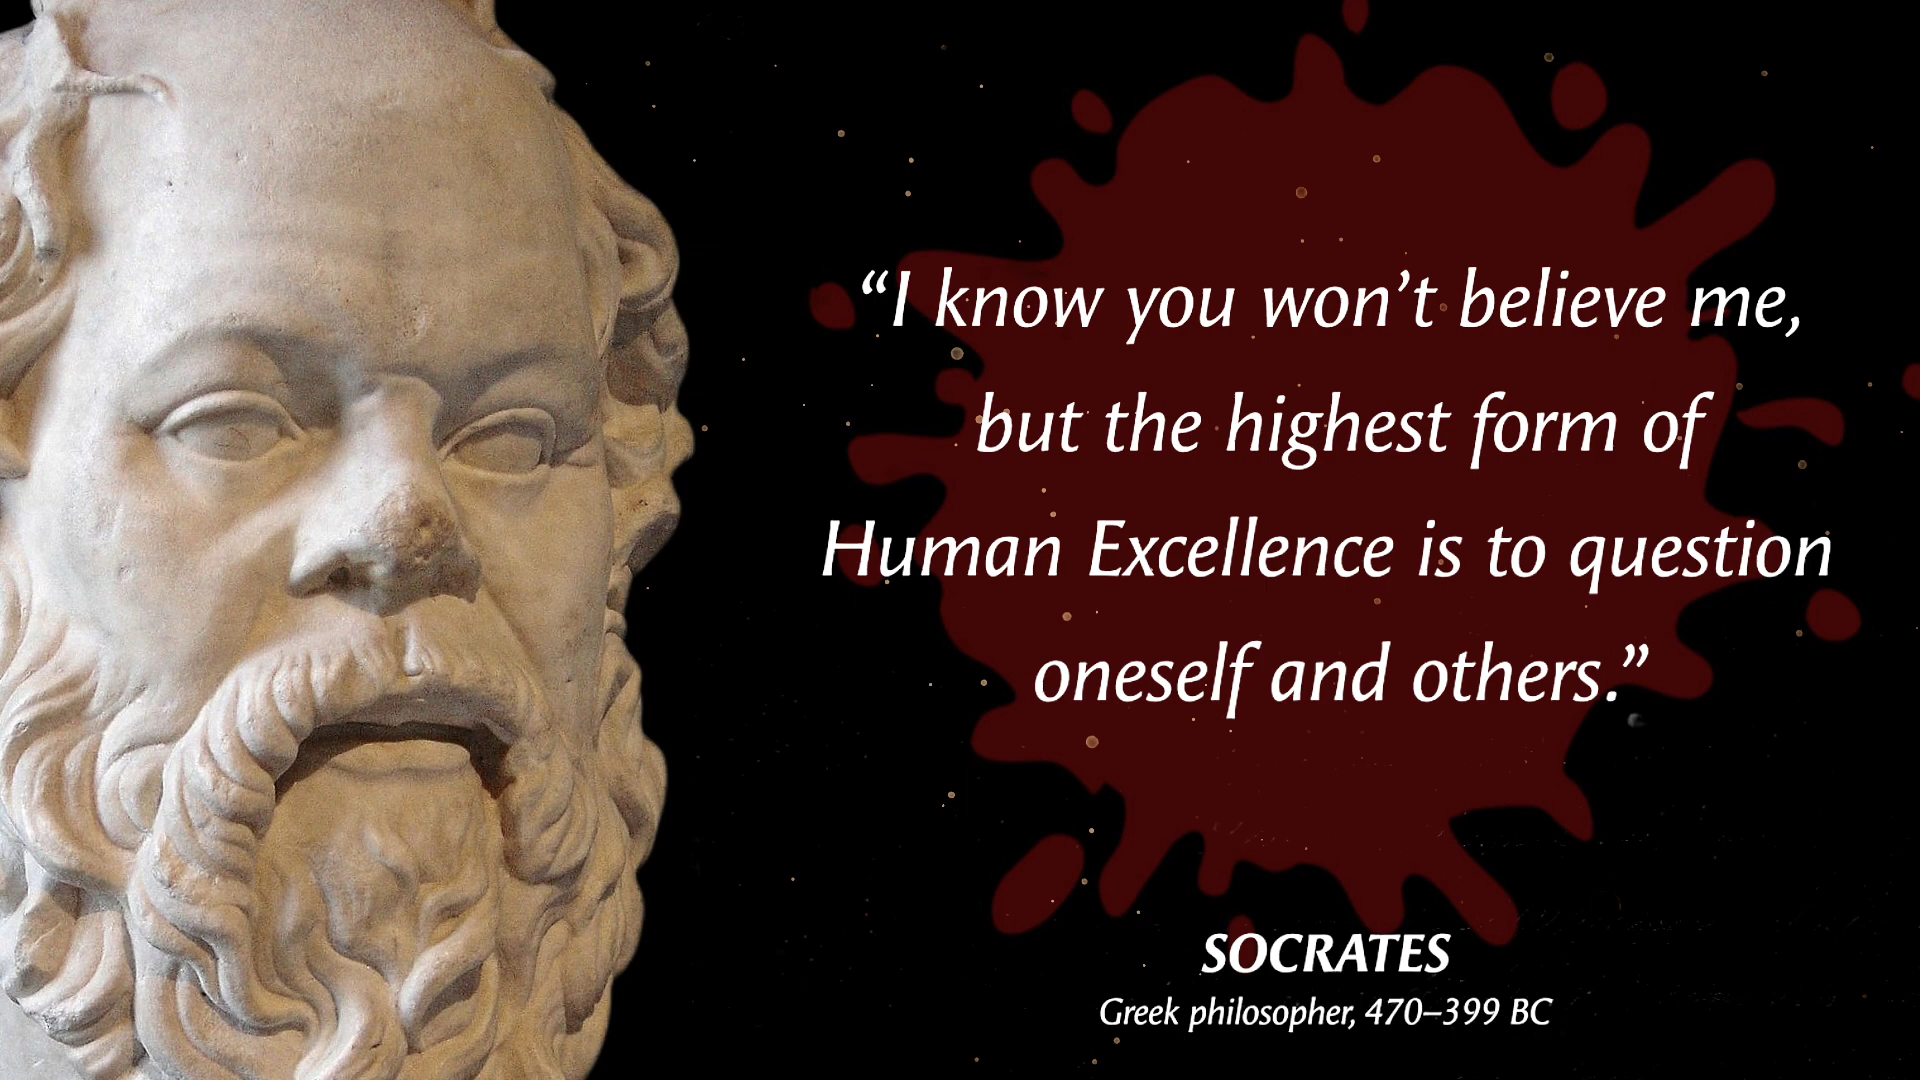 “I know you won’t believe me,
but the highest form of
Human Excellence is to question
oneself and others.”
SOCRATES
Greek philosopher, 470–399 BC